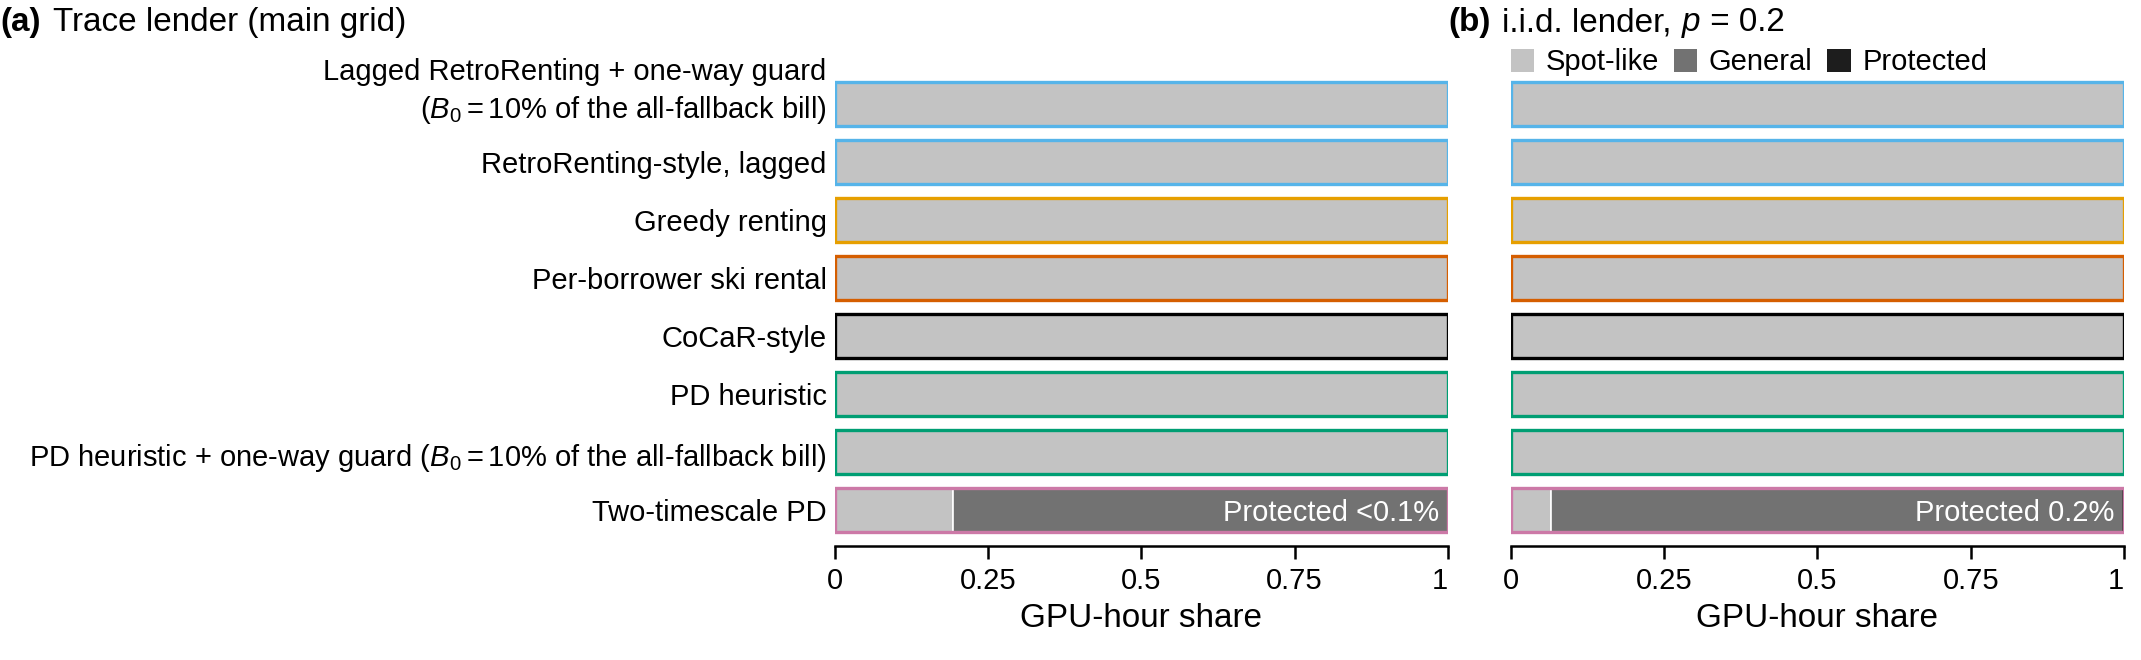 (a) Trace lender (main grid)
(b) i.i.d. lender, p = 0.2
Spot-like General Protected
Lagged RetroRenting + one-way guard
(B₀ = 10% of the all-fallback bill)
RetroRenting-style, lagged
Greedy renting
Per-borrower ski rental
CoCaR-style
PD heuristic
PD heuristic + one-way guard (B₀ = 10% of the all-fallback bill)
Two-timescale PD
Protected <0.1%
Protected 0.2%
0 0.25 0.5 0.75 1
GPU-hour share
0 0.25 0.5 0.75 1
GPU-hour share